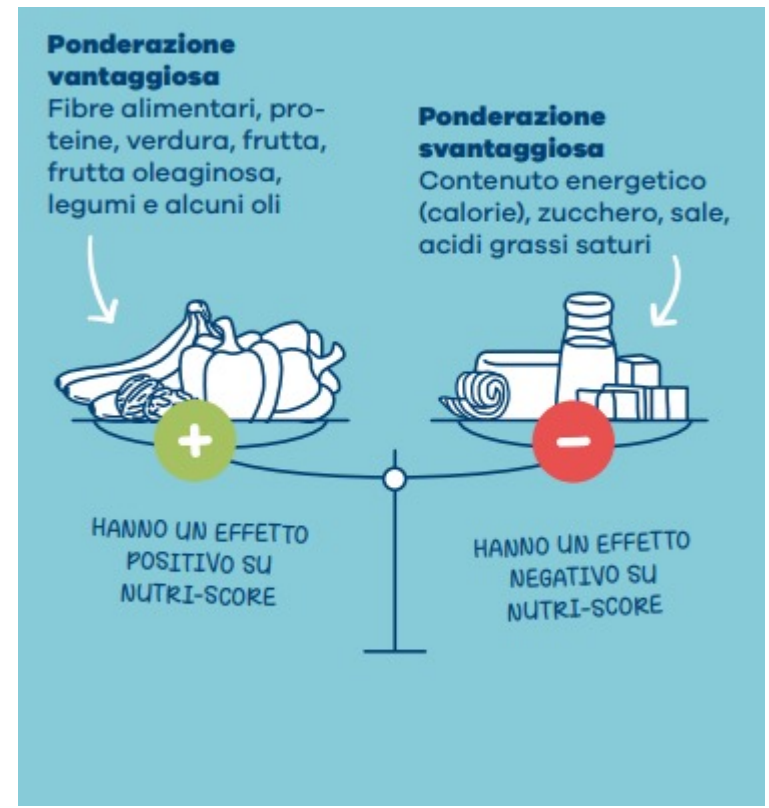 Ponderazione
vantaggiosa
Fibre alimentari, pro-
teine, verdura, frutta,
frutta oleaginosa,
legumi e alcuni oli
Ponderazione
svantaggiosa
Contenuto energetico
(calorie), zucchero, sale,
acidi grassi saturi
+
−
HANNO UN EFFETTO
POSITIVO SU
NUTRI-SCORE
HANNO UN EFFETTO
NEGATIVO SU
NUTRI-SCORE